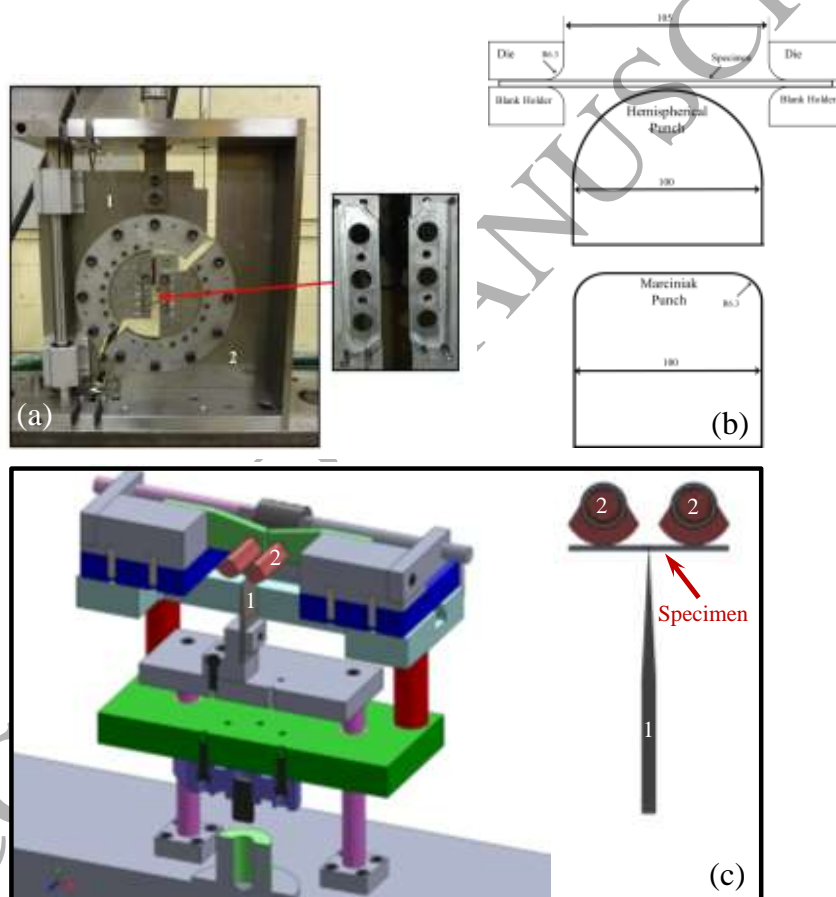 1
2
(a)
105
Die
R6.3
Specimen
Die
Blank Holder
Blank Holder
Hemispherical
Punch
100
Marciniak
Punch
R6.3
100
(b)
ANUSCR
2
1
2
2
Specimen
1
(c)